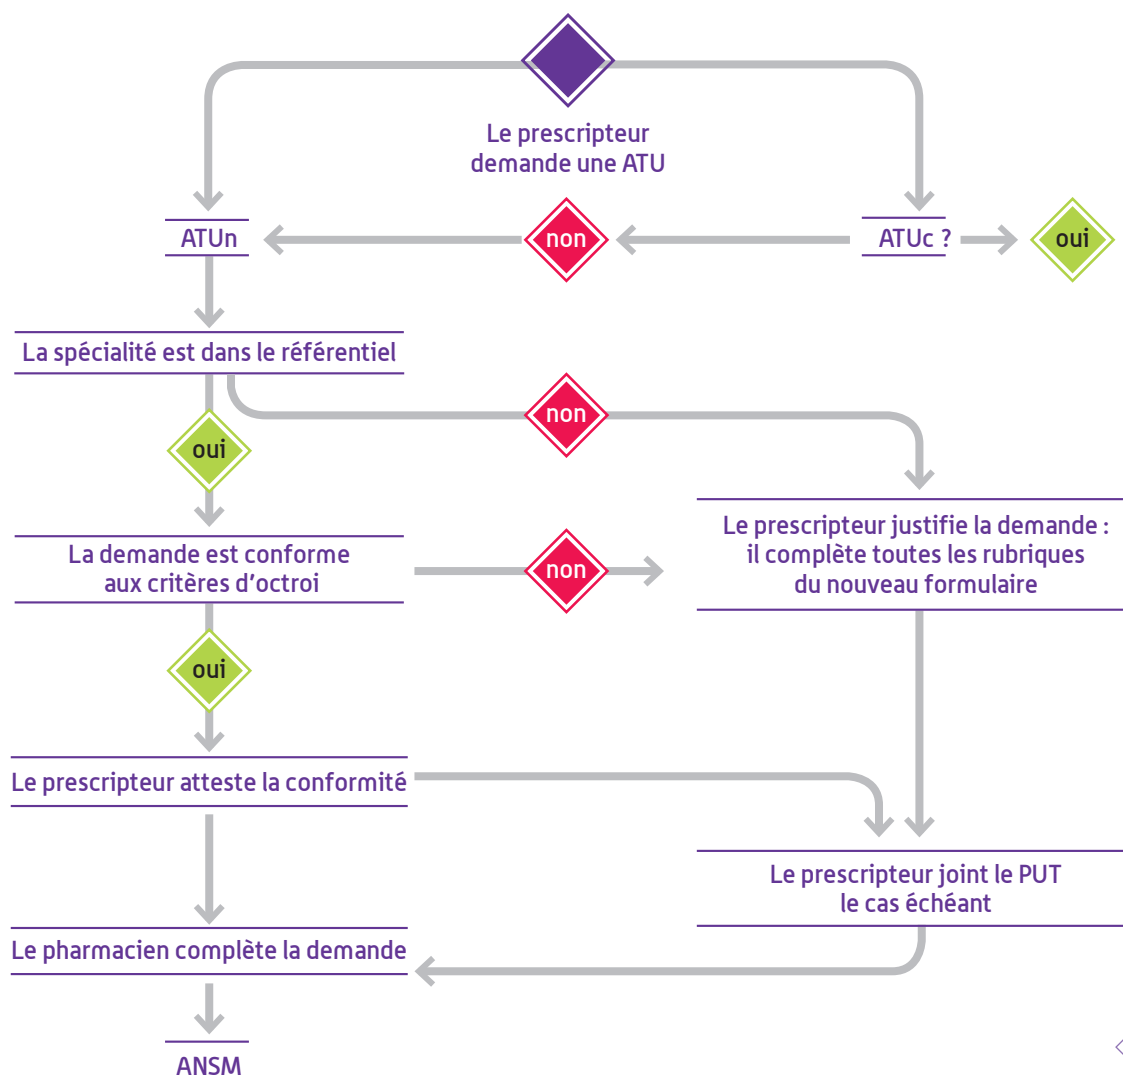 Le prescripteur
demande une ATU
ATUn
non
ATUc ?
oui
La spécialité est dans le référentiel
non
oui
La demande est conforme
aux critères d'octroi
non
Le prescripteur justifie la demande :
il complète toutes les rubriques
du nouveau formulaire
oui
Le prescripteur atteste la conformité
Le prescripteur joint le PUT
le cas échéant
Le pharmacien complète la demande
ANSM